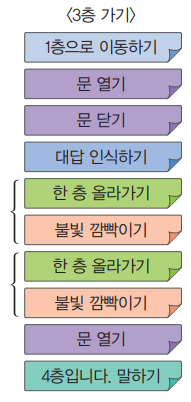 〈3층 가기〉
1층으로 이동하기
문 열기
문 닫기
대답 인식하기
한 층 올라가기
불빛 깜빡이기
한 층 올라가기
불빛 깜빡이기
문 열기
4층입니다. 말하기